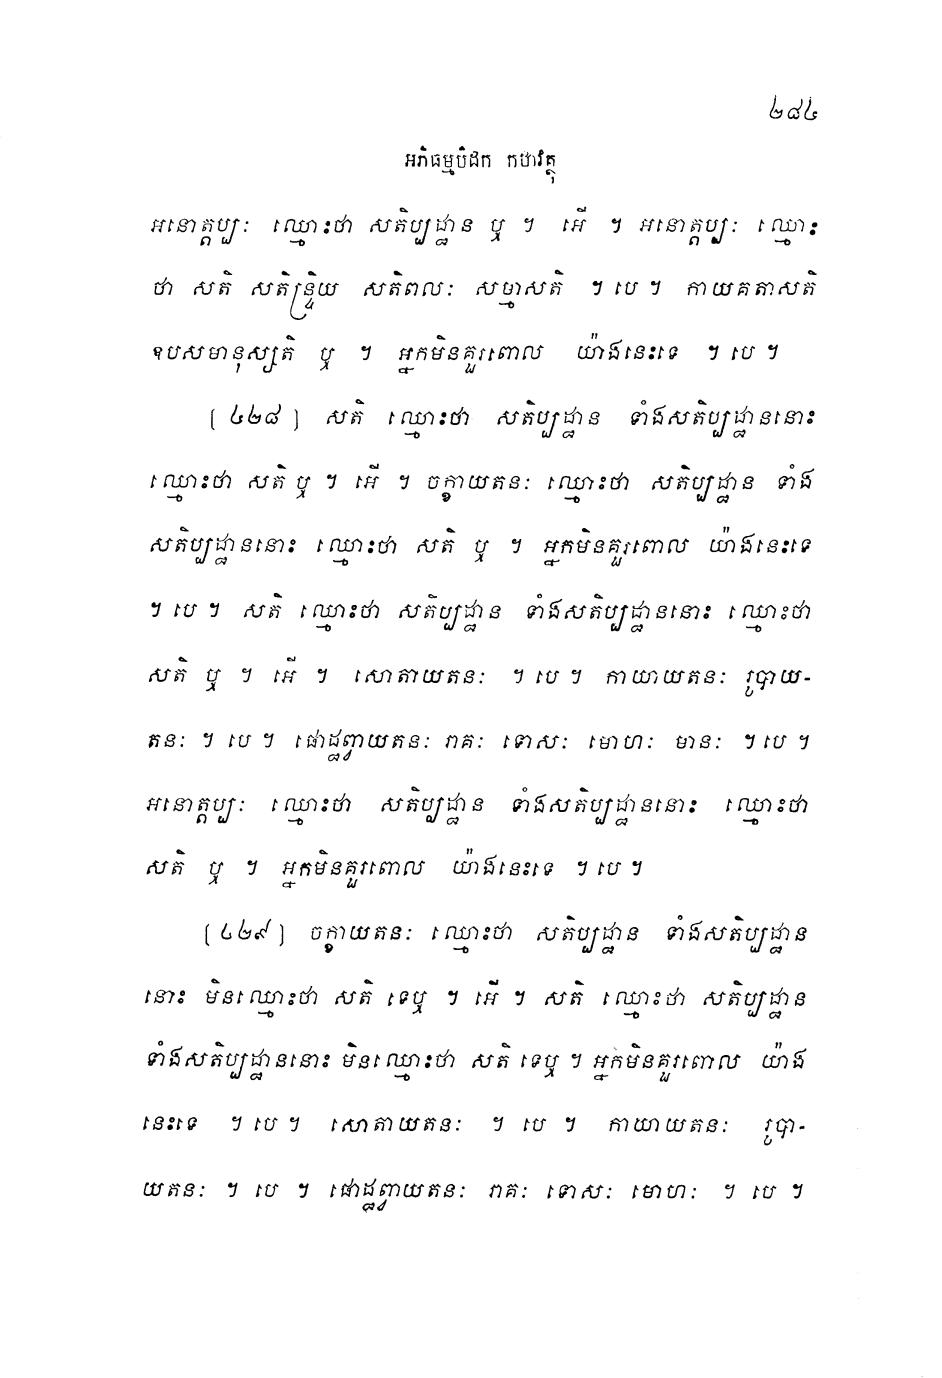 ២៨៤
អភិធម្មបិដក កថាវត្ថុ
អនោត្តប្បៈ ឈ្មោះថា សតិប្បដ្ឋាន ឬ ។ អើ ។ អនោត្តប្បៈ ឈ្មោះ
ថា សតិ សតិន្ទ្រិយ សតិពលៈ សម្មាសតិ ។ បេ ។ កាយគតាសតិ
ឧបសមានុស្សតិ ឬ ។ អ្នកមិនគួរពោល យ៉ាងនេះទេ ។ បេ ។
[ ៤២៨ ] សតិ ឈ្មោះថា សតិប្បដ្ឋាន ទាំងសតិប្បដ្ឋាននោះ
ឈ្មោះថា សតិ ឬ ។ អើ ។ ចក្ខាយតនៈ ឈ្មោះថា សតិប្បដ្ឋាន ទាំង
សតិប្បដ្ឋាននោះ ឈ្មោះថា សតិ ឬ ។ អ្នកមិនគួរពោល យ៉ាងនេះទេ
។ បេ ។ សតិ ឈ្មោះថា សតិប្បដ្ឋាន ទាំងសតិប្បដ្ឋាននោះ ឈ្មោះថា
សតិ ឬ ។ អើ ។ សោតាយតនៈ ។ បេ ។ កាយាយតនៈ រូបាយ-
តនៈ ។ បេ ។ ផោដ្ឋព្វាយតនៈ រាគៈ ទោសៈ មោហៈ មានៈ ។ បេ ។
អនោត្តប្បៈ ឈ្មោះថា សតិប្បដ្ឋាន ទាំងសតិប្បដ្ឋាននោះ ឈ្មោះថា
សតិ ឬ ។ អ្នកមិនគួរពោល យ៉ាងនេះទេ ។ បេ ។
[ ៤២៩ ] ចក្ខាយតនៈ ឈ្មោះថា សតិប្បដ្ឋាន ទាំងសតិប្បដ្ឋាន
នោះ មិនឈ្មោះថា សតិ ទេឬ ។ អើ ។ សតិ ឈ្មោះថា សតិប្បដ្ឋាន
ទាំងសតិប្បដ្ឋាននោះ មិនឈ្មោះថា សតិ ទេឬ ។ អ្នកមិនគួរពោល យ៉ាង
នេះទេ ។ បេ ។ សោតាយតនៈ ។ បេ ។ កាយាយតនៈ រូបា-
យតនៈ ។ បេ ។ ផោដ្ឋព្វាយតនៈ រាគៈ ទោសៈ មោហៈ ។ បេ ។